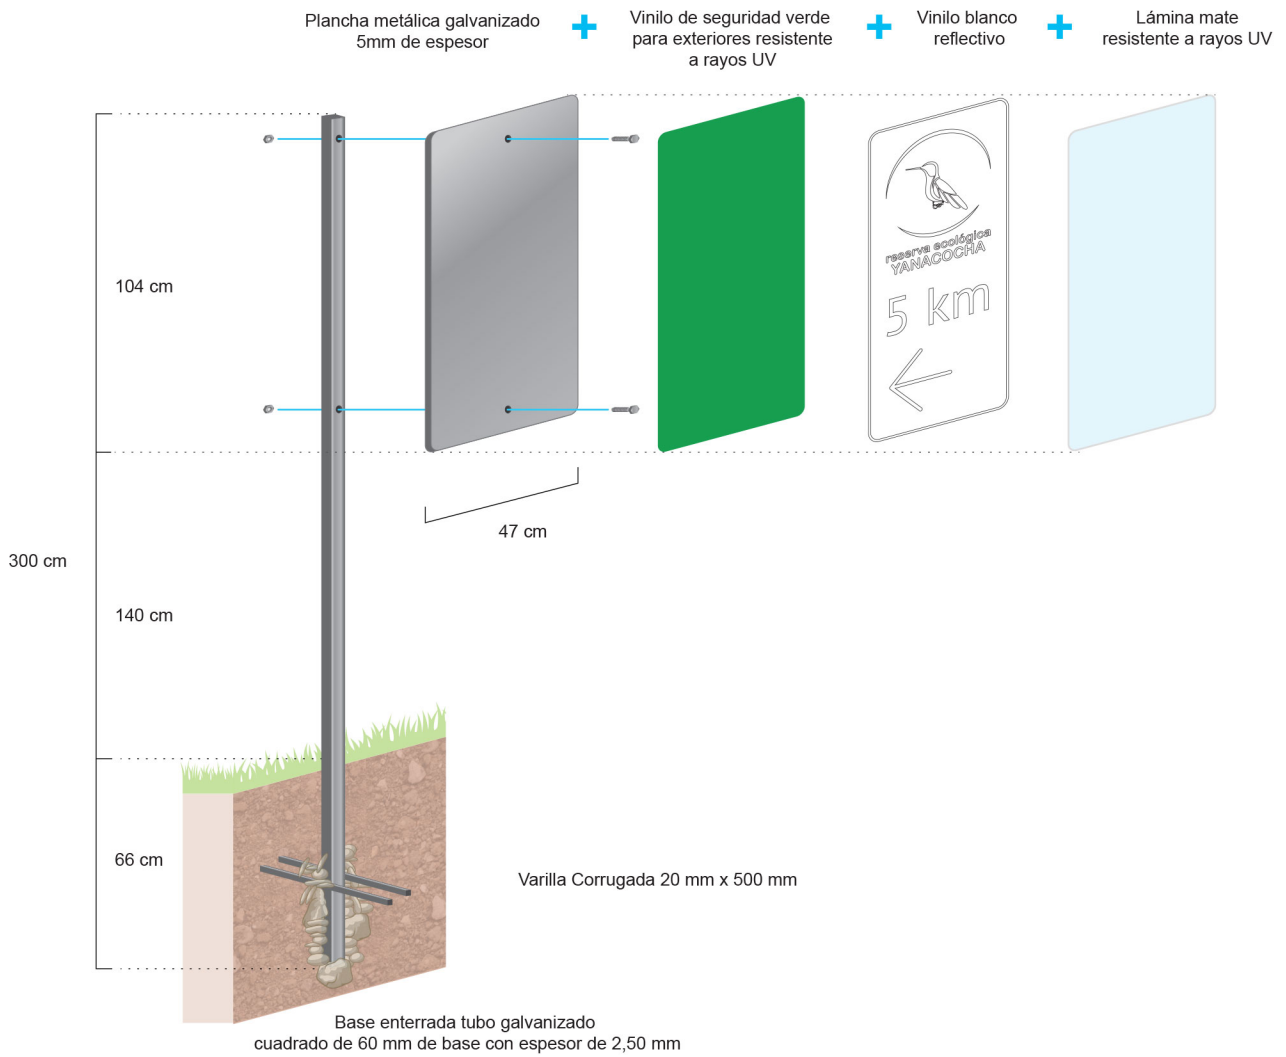 Plancha metálica galvanizado
5mm de espesor
Vinilo de seguridad verde
para exteriores resistente
a rayos UV
Vinilo blanco
reflectivo
Lámina mate
resistente a rayos UV
reserva ecológica
YANACOCHA
5 km
104 cm
47 cm
300 cm
140 cm
66 cm
Varilla Corrugada 20 mm x 500 mm
Base enterrada tubo galvanizado
cuadrado de 60 mm de base con espesor de 2,50 mm